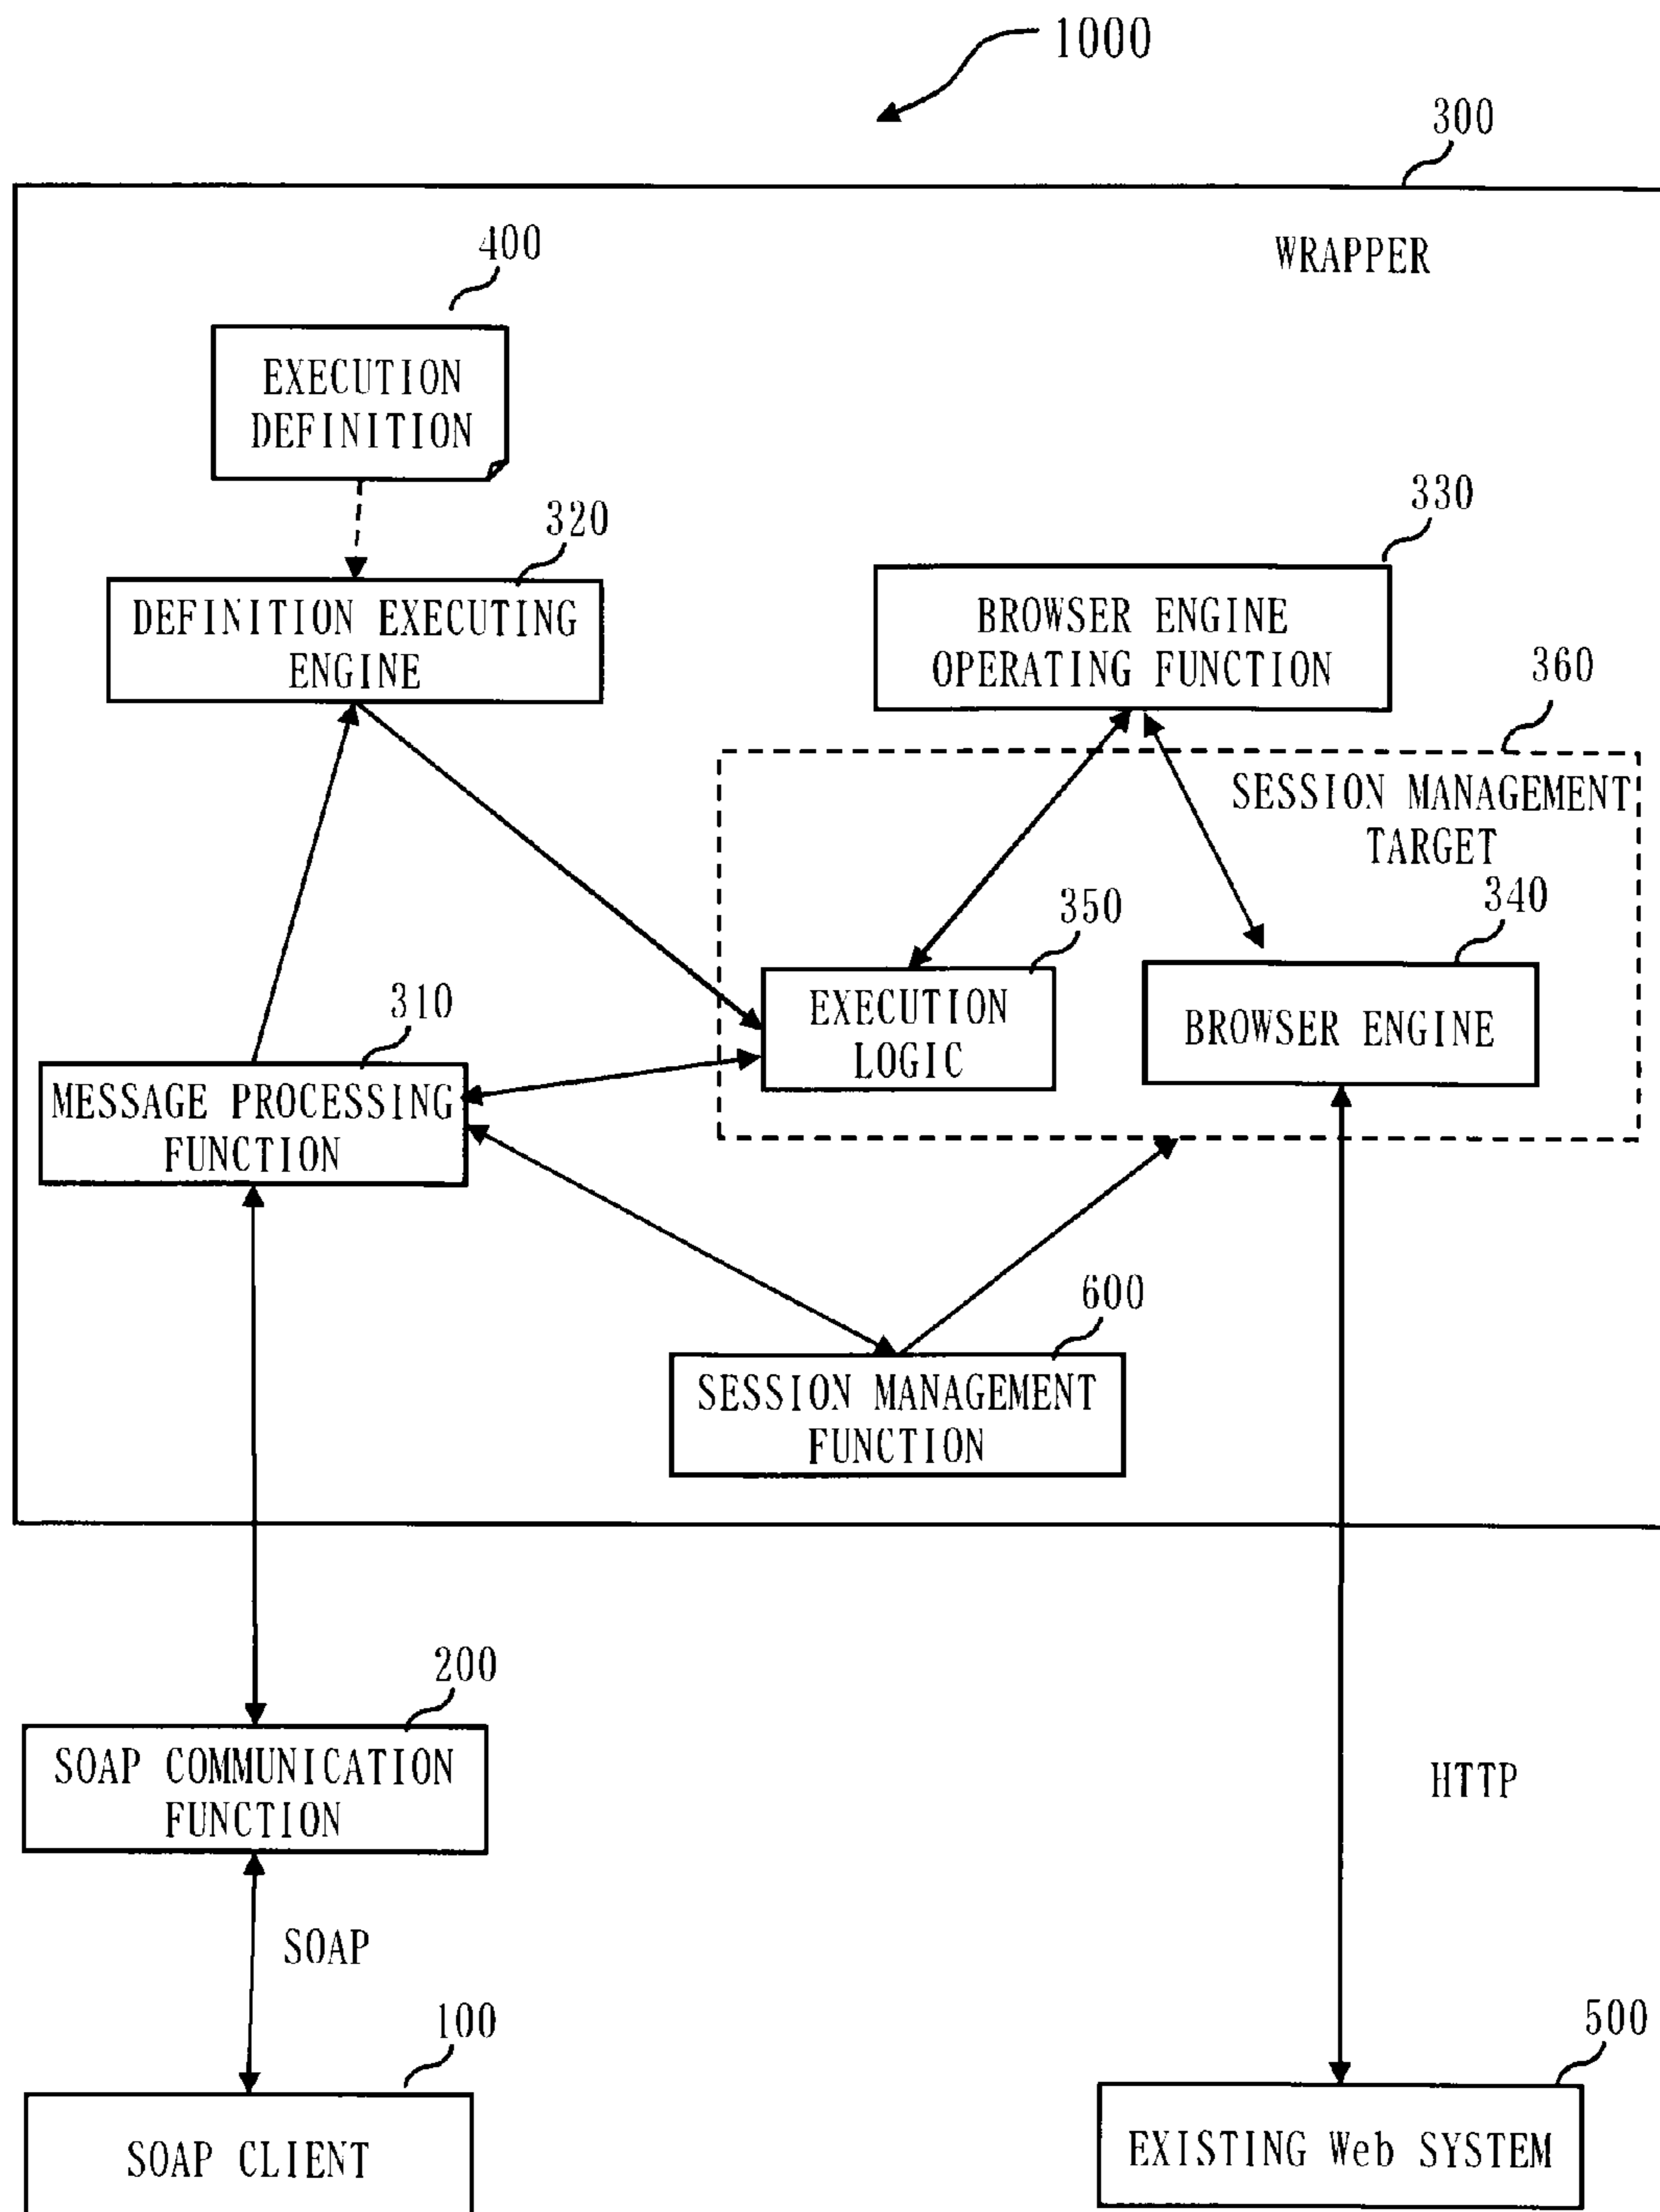 1000
300
WRAPPER
400
EXECUTION
DEFINITION
320
DEFINITION EXECUTING
ENGINE
330
BROWSER ENGINE
OPERATING FUNCTION
360
SESSION MANAGEMENT
TARGET
350
EXECUTION
LOGIC
340
BROWSER ENGINE
310
MESSAGE PROCESSING
FUNCTION
600
SESSION MANAGEMENT
FUNCTION
200
SOAP COMMUNICATION
FUNCTION
HTTP
SOAP
100
SOAP CLIENT
500
EXISTING Web SYSTEM